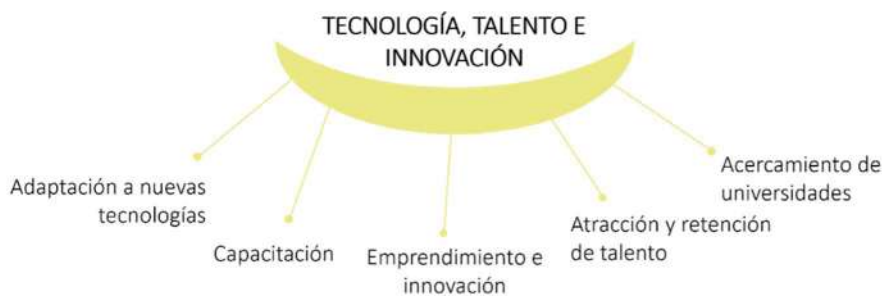 TECNOLOGÍA, TALENTO E
INNOVACIÓN
Adaptación a nuevas
tecnologías
Capacitación
Emprendimiento e
innovación
Atracción y retención
de talento
Acercamiento de
universidades